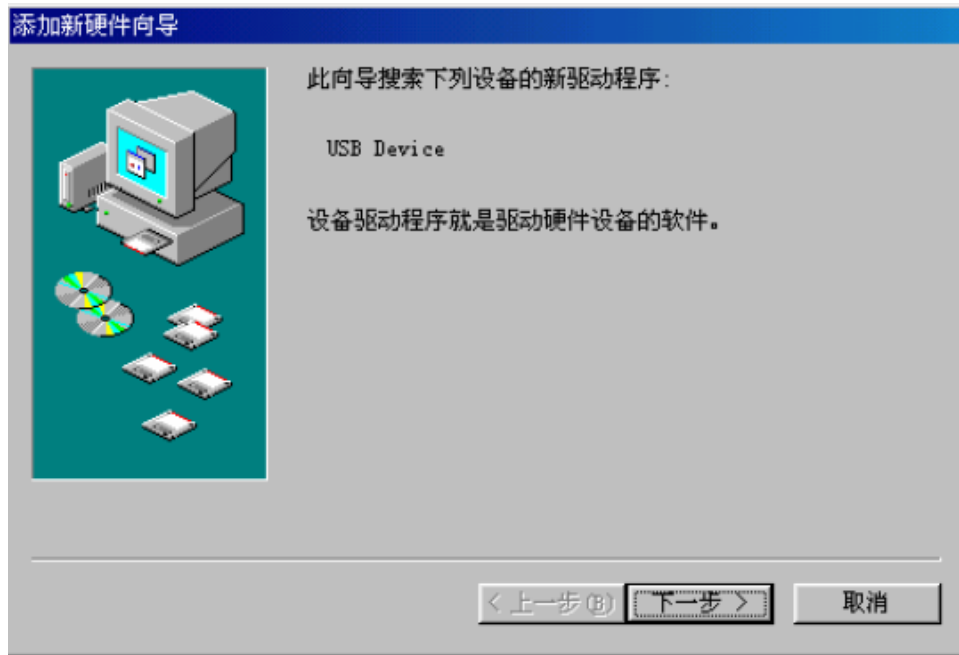 添加新硬件向导
此向导搜索下列设备的新驱动程序:
USB Device
设备驱动程序就是驱动硬件设备的软件。
< 上一步(B) 下一步 > 取消